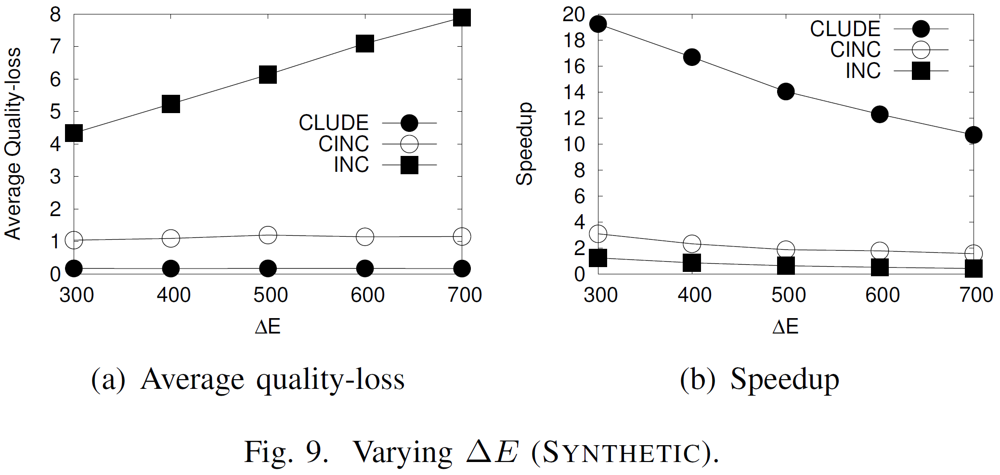 Average Quality-loss
8
7
6
5
4
3
2
1
0
300 400 500 600 700
ΔE
CLUDE
CINC
INC
(a) Average quality-loss
Speedup
20
18
16
14
12
10
8
6
4
2
0
300 400 500 600 700
ΔE
CLUDE
CINC
INC
(b) Speedup
Fig. 9. Varying ΔE (SYNTHETIC).